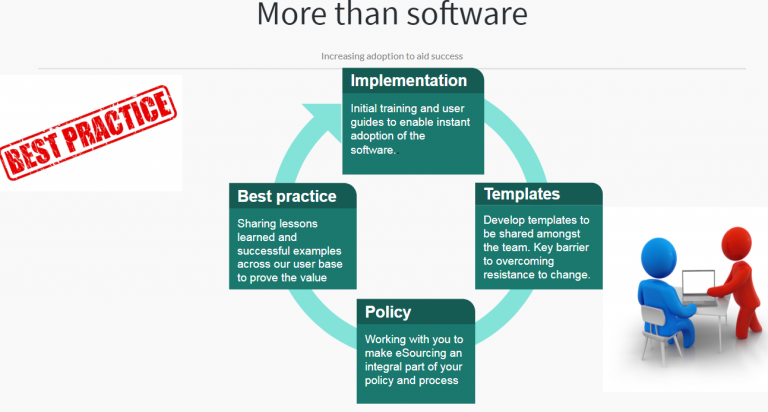 More than software
Increasing adoption to aid success
BEST PRACTICE
Implementation
Initial training and user
guides to enable instant
adoption of the
software.
Templates
Develop templates to
be shared amongst
the team. Key barrier
to overcoming
resistance to change.
Policy
Working with you to
make eSourcing an
integral part of your
policy and process
Best practice
Sharing lessons
learned and
successful examples
across our user base
to prove the value